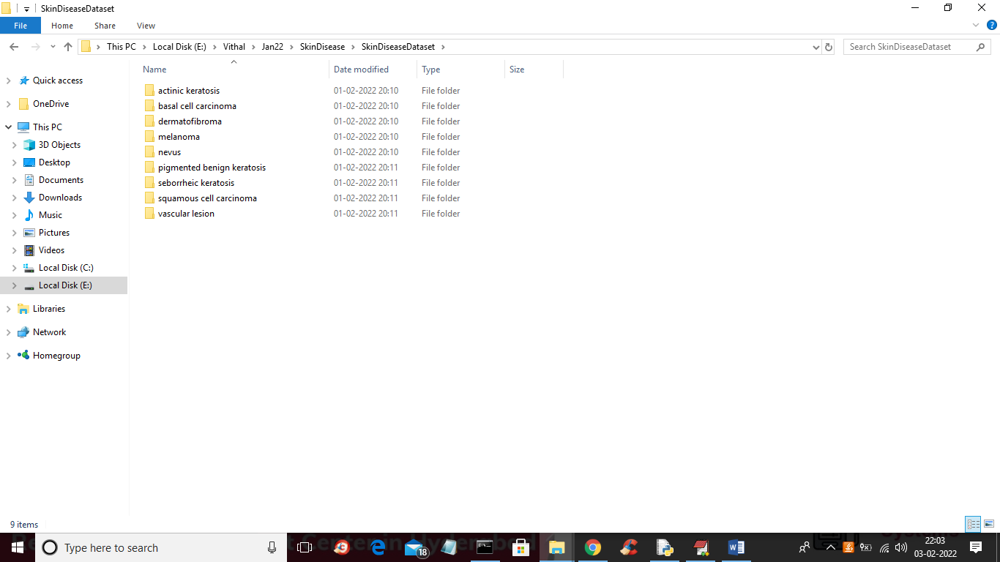 SkinDiseaseDataset
File Home Share View
This PC Local Disk (E:) Vithal Jan22 SkinDisease SkinDiseaseDataset Search SkinDiseaseDataset
Name Date modified Type Size
Quick access
OneDrive
This PC
3D Objects
Desktop
Documents
Downloads
Music
Pictures
Videos
Local Disk (C:)
Local Disk (E:)
Libraries
Network
Homegroup
actinic keratosis 01-02-2022 20:10 File folder
basal cell carcinoma 01-02-2022 20:10 File folder
dermatofibroma 01-02-2022 20:10 File folder
melanoma 01-02-2022 20:10 File folder
nevus 01-02-2022 20:10 File folder
pigmented benign keratosis 01-02-2022 20:11 File folder
seborrheic keratosis 01-02-2022 20:11 File folder
squamous cell carcinoma 01-02-2022 20:11 File folder
vascular lesion 01-02-2022 20:11 File folder
9 items
Type here to search
18
22:03
03-02-2022